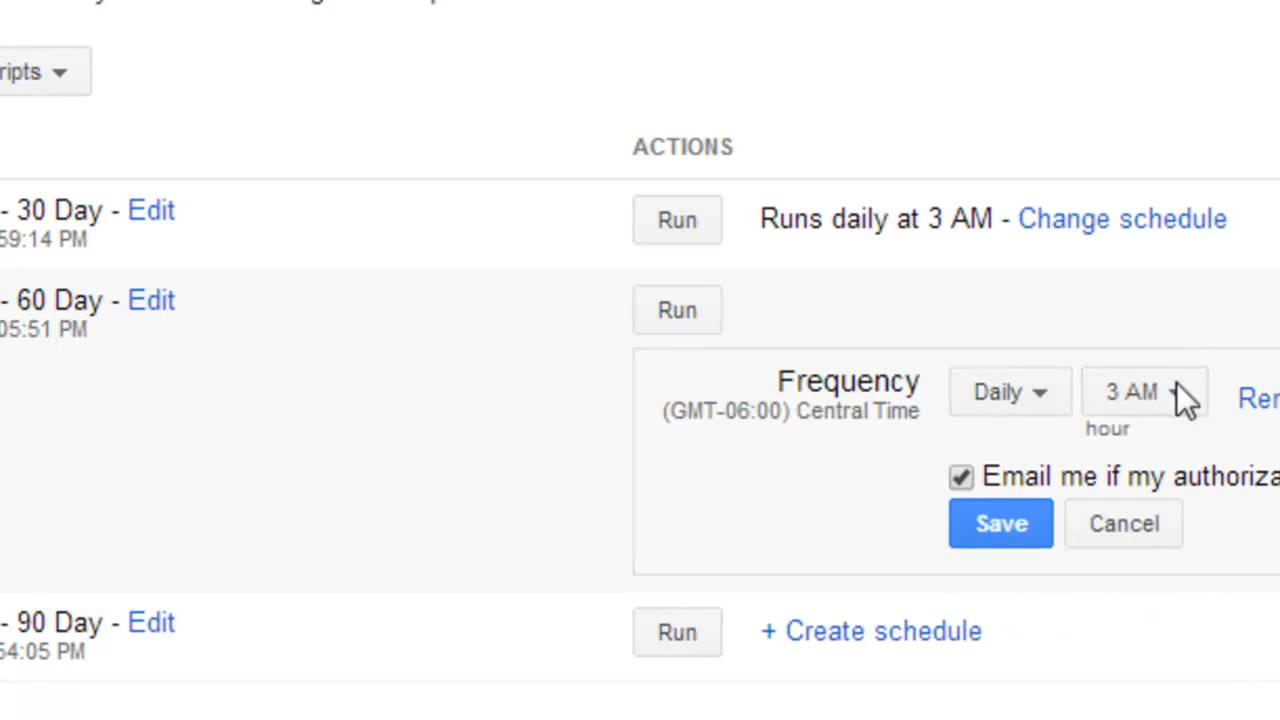 ripts
ACTIONS
- 30 Day - Edit
59:14 PM
Run
Runs daily at 3 AM - Change schedule
- 60 Day - Edit
05:51 PM
Run
Frequency
(GMT-06:00) Central Time
Daily
3 AM
hour
Rer
Email me if my authoriza
Save
Cancel
- 90 Day - Edit
54:05 PM
Run
+ Create schedule